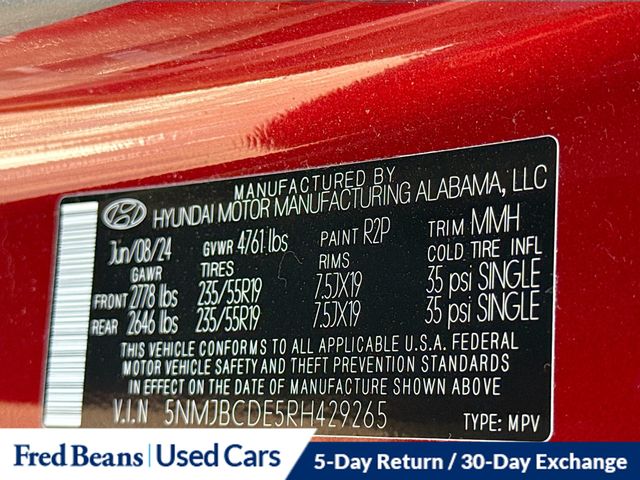 MANUFACTURED BY
HYUNDAI MOTOR MANUFACTURING ALABAMA, LLC
Jun/08/24 GVWR 4761 lbs PAINT R2P TRIM MMH
GAWR TIRES RIMS COLD TIRE INFL
FRONT 2778 lbs 235/55R19 7.5JX19 35 psi SINGLE
REAR 2646 lbs 235/55R19 7.5JX19 35 psi SINGLE
THIS VEHICLE CONFORMS TO ALL APPLICABLE U.S.A. FEDERAL
MOTOR VEHICLE SAFETY AND THEFT PREVENTION STANDARDS
IN EFFECT ON THE DATE OF MANUFACTURE SHOWN ABOVE.
V.I.N 5NMJBCDE5RH429265 TYPE: MPV
Fred Beans | Used Cars 5-Day Return / 30-Day Exchange